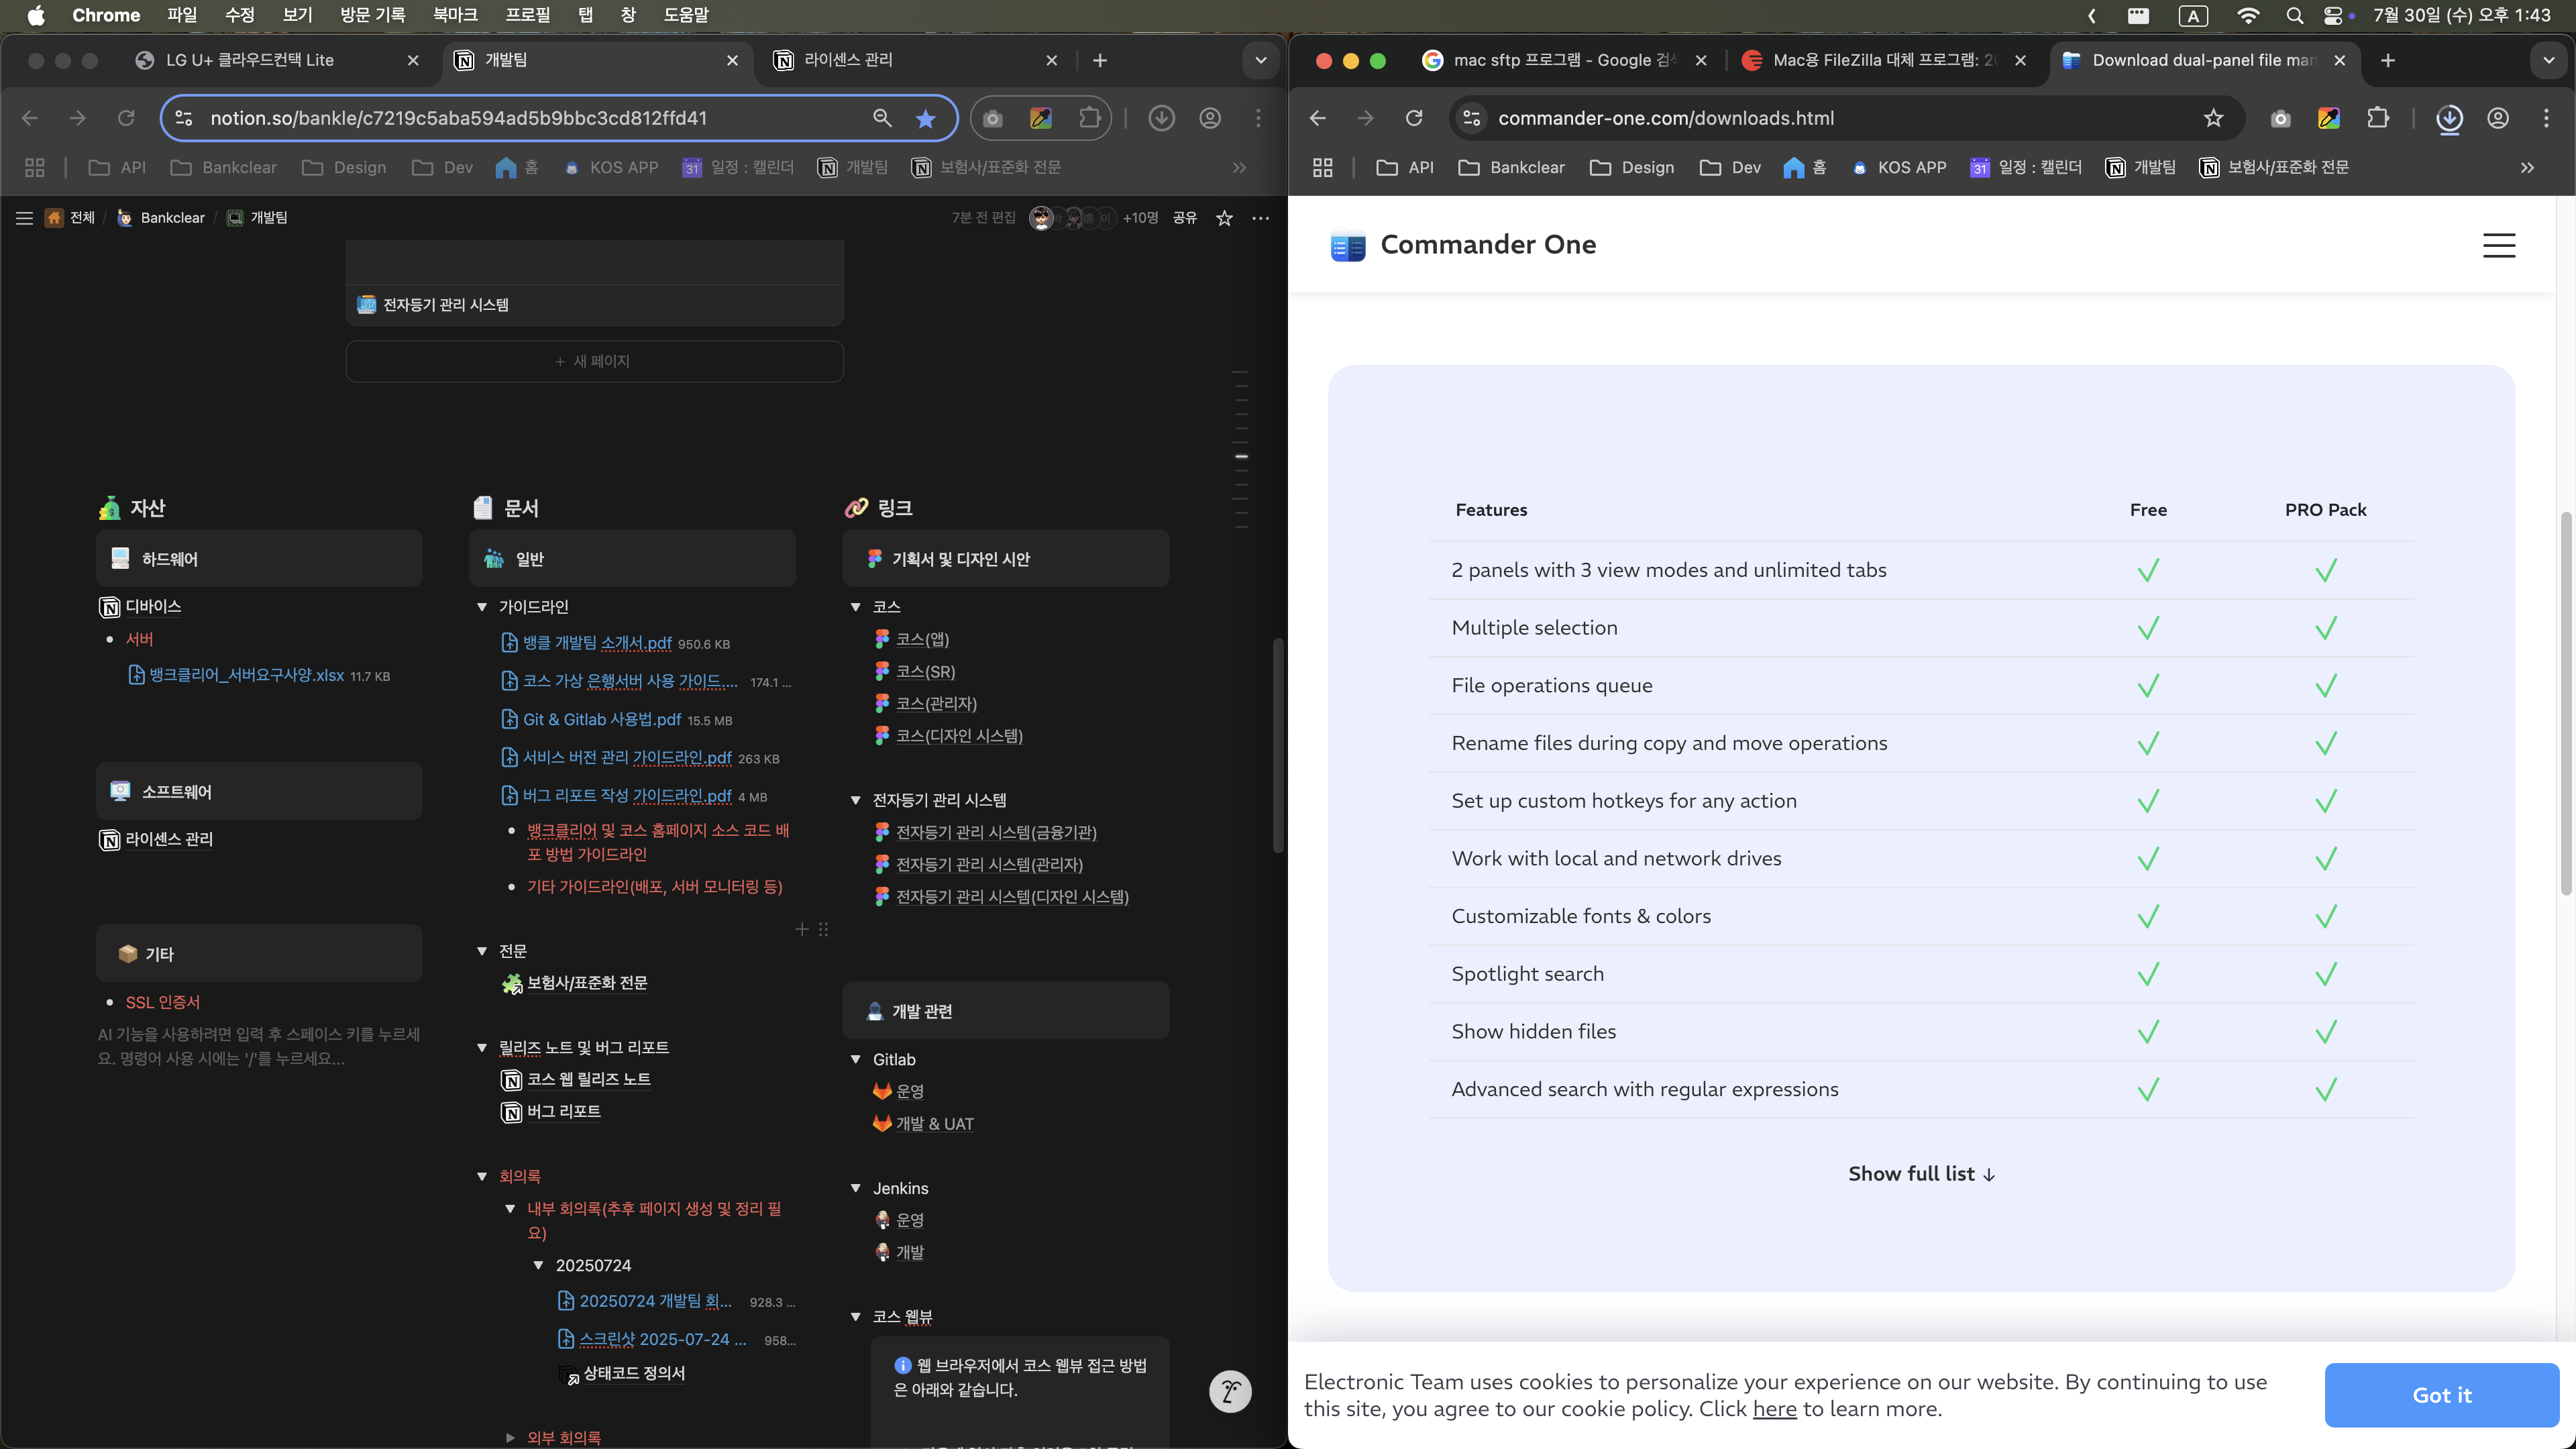 Chrome 파일 수정 보기 방문 기록 북마크 프로필 탭 창 도움말
A 7월 30일 (수) 오후 1:43
LG U+ 클라우드컨택 Lite
개발팀
라이센스 관리
notion.so/bankle/c7219c5aba594ad5b9bbc3cd812ffd41
API Bankclear Design Dev 홈 KOS APP 31 일정 : 캘린더 개발팀 보험사/표준화 전문
전체 / Bankclear / 개발팀
7분 전 편집 +10명 공유
전자등기 관리 시스템
+ 새 페이지
자산
하드웨어
디바이스
서버
뱅크클리어_서버요구사양.xlsx 11.7 KB
소프트웨어
라이센스 관리
기타
SSL 인증서
AI 기능을 사용하려면 입력 후 스페이스 키를 누르세
요. 명령어 사용 시에는 '/'를 누르세요...
문서
일반
가이드라인
뱅클 개발팀 소개서.pdf 950.6 KB
코스 가상 은행서버 사용 가이드.... 174.1 ...
Git & Gitlab 사용법.pdf 15.5 MB
서비스 버전 관리 가이드라인.pdf 263 KB
버그 리포트 작성 가이드라인.pdf 4 MB
뱅크클리어 및 코스 홈페이지 소스 코드 배
포 방법 가이드라인
기타 가이드라인(배포, 서버 모니터링 등)
전문
보험사/표준화 전문
릴리즈 노트 및 버그 리포트
코스 웹 릴리즈 노트
버그 리포트
회의록
내부 회의록(추후 페이지 생성 및 정리 필
요)
20250724
20250724 개발팀 회... 928.3 ...
스크린샷 2025-07-24 ... 958...
상태코드 정의서
외부 회의록
링크
기획서 및 디자인 시안
코스
코스(앱)
코스(SR)
코스(관리자)
코스(디자인 시스템)
전자등기 관리 시스템
전자등기 관리 시스템(금융기관)
전자등기 관리 시스템(관리자)
전자등기 관리 시스템(디자인 시스템)
개발 관련
Gitlab
운영
개발 & UAT
Jenkins
운영
개발
코스 웹뷰
웹 브라우저에서 코스 웹뷰 접근 방법
은 아래와 같습니다.
mac sftp 프로그램 - Google 검색
Mac용 FileZilla 대체 프로그램: 20
Download dual-panel file man
commander-one.com/downloads.html
API Bankclear Design Dev 홈 KOS APP 31 일정 : 캘린더 개발팀 보험사/표준화 전문
Commander One
Features Free PRO Pack
2 panels with 3 view modes and unlimited tabs
Multiple selection
File operations queue
Rename files during copy and move operations
Set up custom hotkeys for any action
Work with local and network drives
Customizable fonts & colors
Spotlight search
Show hidden files
Advanced search with regular expressions
Show full list ↓
Electronic Team uses cookies to personalize your experience on our website. By continuing to use
this site, you agree to our cookie policy. Click here to learn more.
Got it